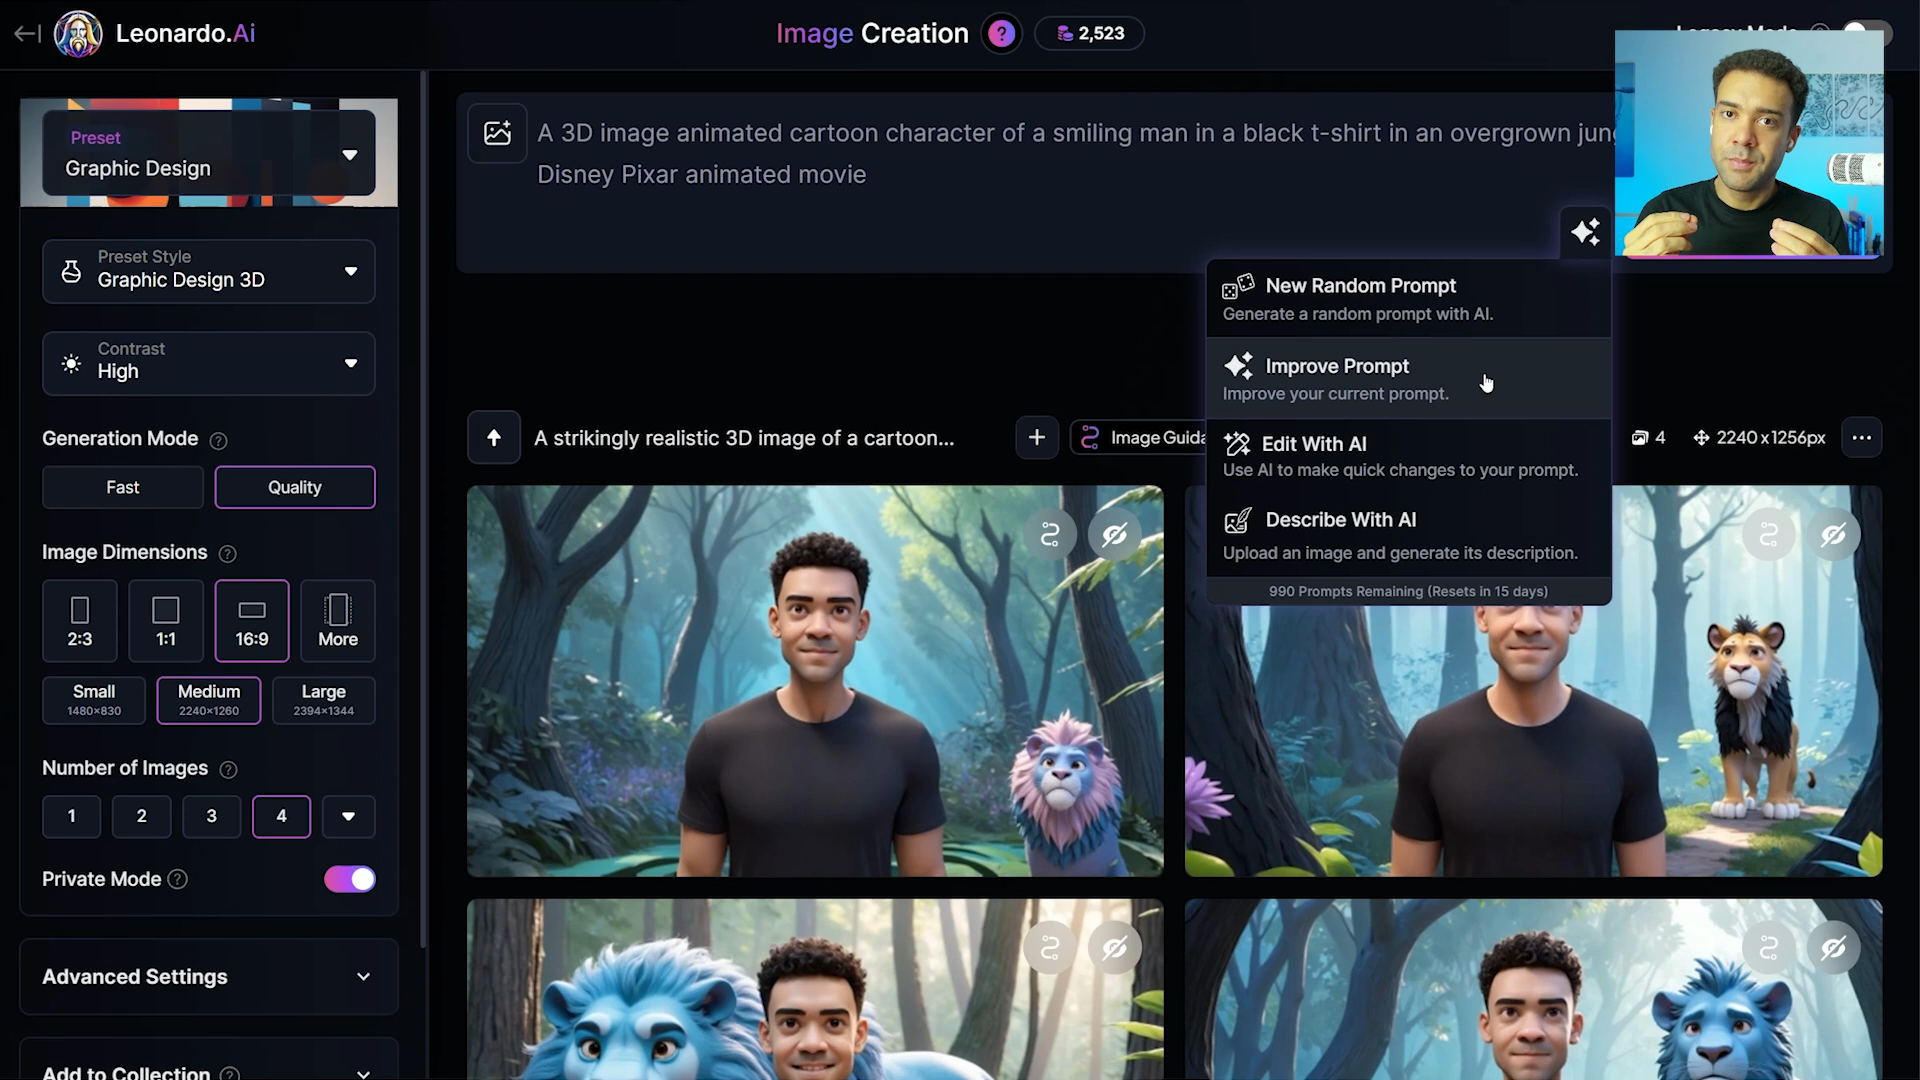 Leonardo.Ai
Image Creation
?
2,523
Preset
Graphic Design
Preset Style
Graphic Design 3D
Contrast
High
Generation Mode ?
Fast
Quality
Image Dimensions ?
2:3
1:1
16:9
More
Small
1480×830
Medium
2240×1260
Large
2394×1344
Number of Images ?
1
2
3
4
Private Mode ?
Advanced Settings
Add to Collection ?
A 3D image animated cartoon character of a smiling man in a black t-shirt in an overgrown
Disney Pixar animated movie
New Random Prompt
Generate a random prompt with AI.
Improve Prompt
Improve your current prompt.
Edit With AI
Use AI to make quick changes to your prompt.
Describe With AI
Upload an image and generate its description.
990 Prompts Remaining (Resets in 15 days)
A strikingly realistic 3D image of a cartoon...
Image
4
2240x1256px